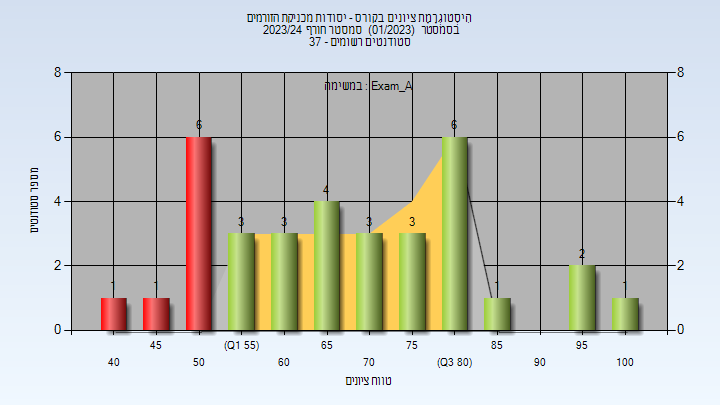 היסטוגרמת ציונים בקורס - יסודות מכניקת הזורמים
בסמסטר (01/2023) סמסטר חורף 2023/24
סטודנטים רשומים - 37
במשימה : Exam_A
מספר סטודנטים
8 8
6 6
4 4
2 2
0 0
1 1 6 3 3 4 3 3 6 1 2 1
45 (Q1 55) 65 75 85 95
40 50 60 70 (Q3 80) 90 100
טווח ציונים